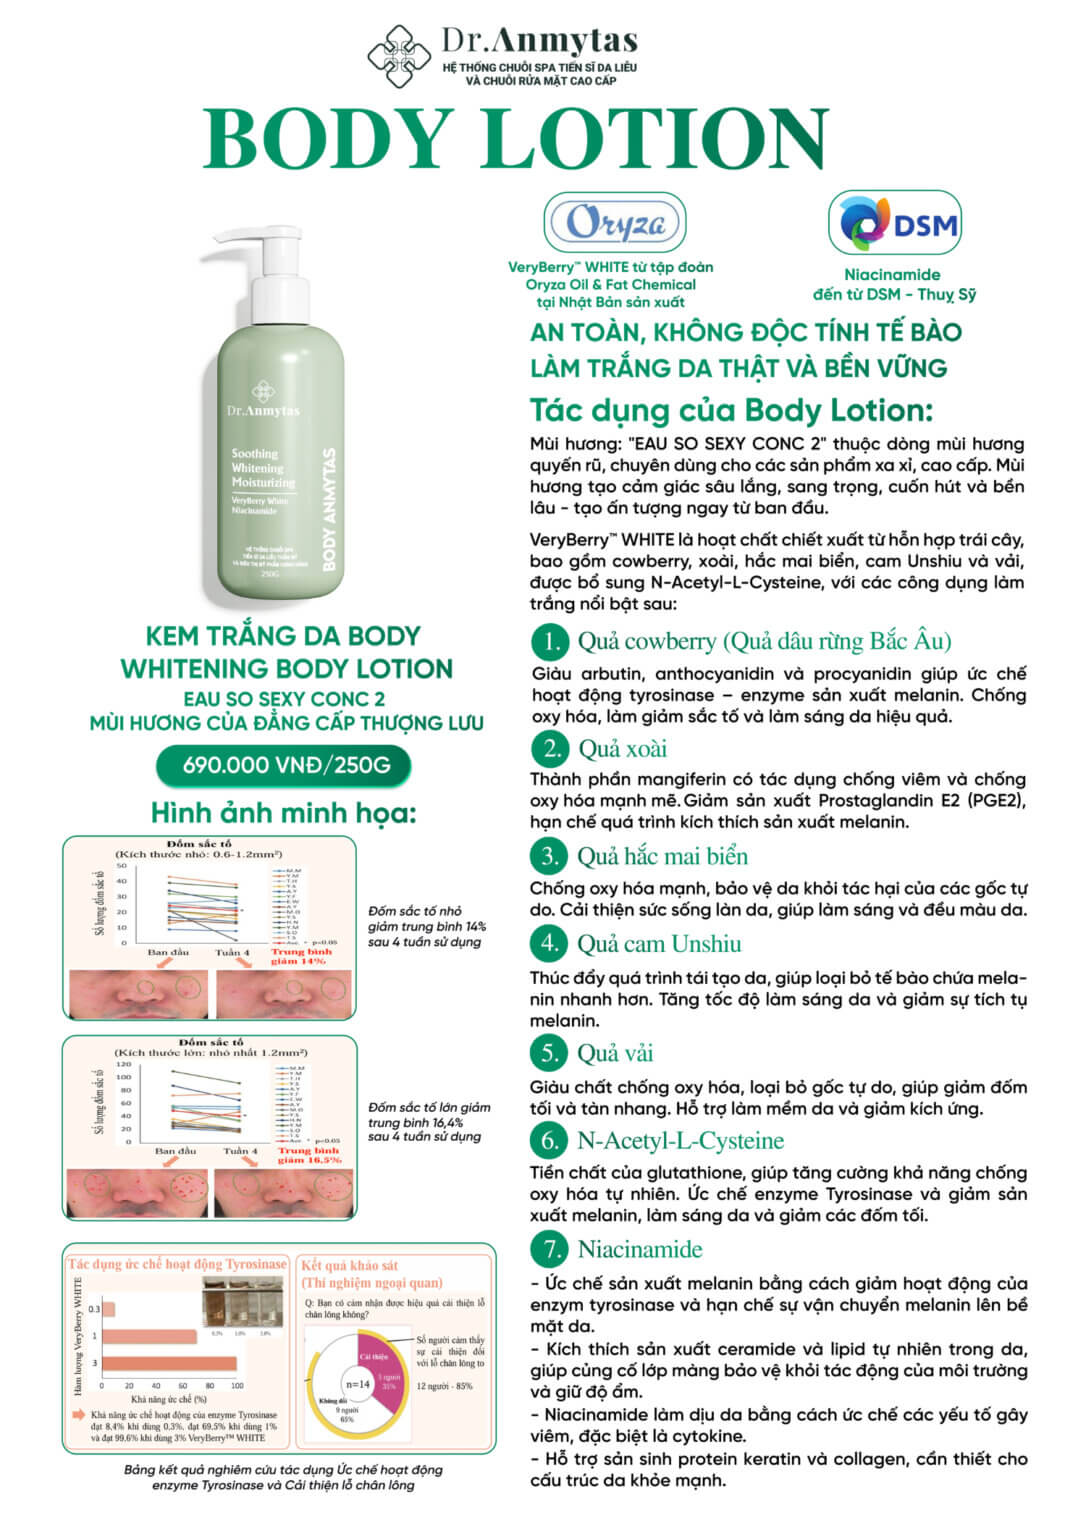 Dr.Anmytas
HỆ THỐNG CHUỖI SPA TIẾN SĨ DA LIỄU
VÀ CHUỖI RỬA MẶT CAO CẤP
BODY LOTION
Oryza
VeryBerry™ WHITE từ tập đoàn
Oryza Oil & Fat Chemical
tại Nhật Bản sản xuất
DSM
Niacinamide
đến từ DSM - Thuỵ Sỹ
Dr.Anmytas
Soothing
Whitening
Moisturizing
VeryBerry White
Niacinamide
BODY ANMYTAS
HỆ THỐNG CHUỖI SPA
250G
KEM TRẮNG DA BODY
WHITENING BODY LOTION
EAU SO SEXY CONC 2
MÙI HƯƠNG CỦA ĐẲNG CẤP THƯỢNG LƯU
690.000 VNĐ/250G
Hình ảnh minh họa:
Đốm sắc tố
(Kích thước nhỏ: 0.6-1.2mm²)
Số lượng đốm sắc tố
50
40
30
20
10
0
M.M
Y.M
T.H
Y.S
A.Y
Y.F
E.W
A.Y
M.O
Y.S
H.N
Y.M
S.O
T.S
Ave.
* p<0.05
Ban đầu
Tuần 4
Trung bình
giảm 14%
Đốm sắc tố nhỏ
giảm trung bình 14%
sau 4 tuần sử dụng
Đốm sắc tố
(Kích thước lớn: nhỏ nhất 1.2mm²)
Số lượng đốm sắc tố
120
100
80
60
40
20
0
M.M
Y.M
T.H
Y.S
A.Y
Y.F
E.W
A.Y
M.O
Y.S
H.N
Y.M
S.O
T.S
Ave.
* p<0.05
Ban đầu
Tuần 4
Trung bình
giảm 16,5%
Đốm sắc tố lớn giảm
trung bình 16,4%
sau 4 tuần sử dụng
Tác dụng ức chế hoạt động Tyrosinase
Hàm lượng VeryBerry WHITE
0.3
1
3
0
20
40
60
80
100
Khả năng ức chế (%)
0.3%
1.0%
3.0%
Khả năng ức chế hoạt động của enzyme Tyrosinase
đạt 8,4% khi dùng 0,3%, đạt 69,5% khi dùng 1%
và đạt 99,6% khi dùng 3% VeryBerry™ WHITE
Kết quả khảo sát
(Thí nghiệm ngoại quan)
Q: Bạn có cảm nhận được hiệu quả cải thiện lỗ
chân lông không?
Cải thiện
5 người
35%
n=14
Không đổi
9 người
65%
Số người cảm thấy
sự cải thiện đối
với lỗ chân lông to
12 người - 85%
Bảng kết quả nghiên cứu tác dụng Ức chế hoạt động
enzyme Tyrosinase và Cải thiện lỗ chân lông
AN TOÀN, KHÔNG ĐỘC TÍNH TẾ BÀO
LÀM TRẮNG DA THẬT VÀ BỀN VỮNG
Tác dụng của Body Lotion:
Mùi hương: "EAU SO SEXY CONC 2" thuộc dòng mùi hương
quyến rũ, chuyên dùng cho các sản phẩm xa xỉ, cao cấp. Mùi
hương tạo cảm giác sâu lắng, sang trọng, cuốn hút và bền
lâu - tạo ấn tượng ngay từ ban đầu.
VeryBerry™ WHITE là hoạt chất chiết xuất từ hỗn hợp trái cây,
bao gồm cowberry, xoài, hắc mai biển, cam Unshiu và vải,
được bổ sung N-Acetyl-L-Cysteine, với các công dụng làm
trắng nổi bật sau:
1. Quả cowberry (Quả dâu rừng Bắc Âu)
Giàu arbutin, anthocyanidin và procyanidin giúp ức chế
hoạt động tyrosinase – enzyme sản xuất melanin. Chống
oxy hóa, làm giảm sắc tố và làm sáng da hiệu quả.
2. Quả xoài
Thành phần mangiferin có tác dụng chống viêm và chống
oxy hóa mạnh mẽ. Giảm sản xuất Prostaglandin E2 (PGE2),
hạn chế quá trình kích thích sản xuất melanin.
3. Quả hắc mai biển
Chống oxy hóa mạnh, bảo vệ da khỏi tác hại của các gốc tự
do. Cải thiện sức sống làn da, giúp làm sáng và đều màu da.
4. Quả cam Unshiu
Thúc đẩy quá trình tái tạo da, giúp loại bỏ tế bào chứa mela-
nin nhanh hơn. Tăng tốc độ làm sáng da và giảm sự tích tụ
melanin.
5. Quả vải
Giàu chất chống oxy hóa, loại bỏ gốc tự do, giúp giảm đốm
tối và tàn nhang. Hỗ trợ làm mềm da và giảm kích ứng.
6. N-Acetyl-L-Cysteine
Tiền chất của glutathione, giúp tăng cường khả năng chống
oxy hóa tự nhiên. Ức chế enzyme Tyrosinase và giảm sản
xuất melanin, làm sáng da và giảm các đốm tối.
7. Niacinamide
- Ức chế sản xuất melanin bằng cách giảm hoạt động của
enzym tyrosinase và hạn chế sự vận chuyển melanin lên bề
mặt da.
- Kích thích sản xuất ceramide và lipid tự nhiên trong da,
giúp củng cố lớp màng bảo vệ khỏi tác động của môi trường
và giữ độ ẩm.
- Niacinamide làm dịu da bằng cách ức chế các yếu tố gây
viêm, đặc biệt là cytokine.
- Hỗ trợ sản sinh protein keratin và collagen, cần thiết cho
cấu trúc da khỏe mạnh.